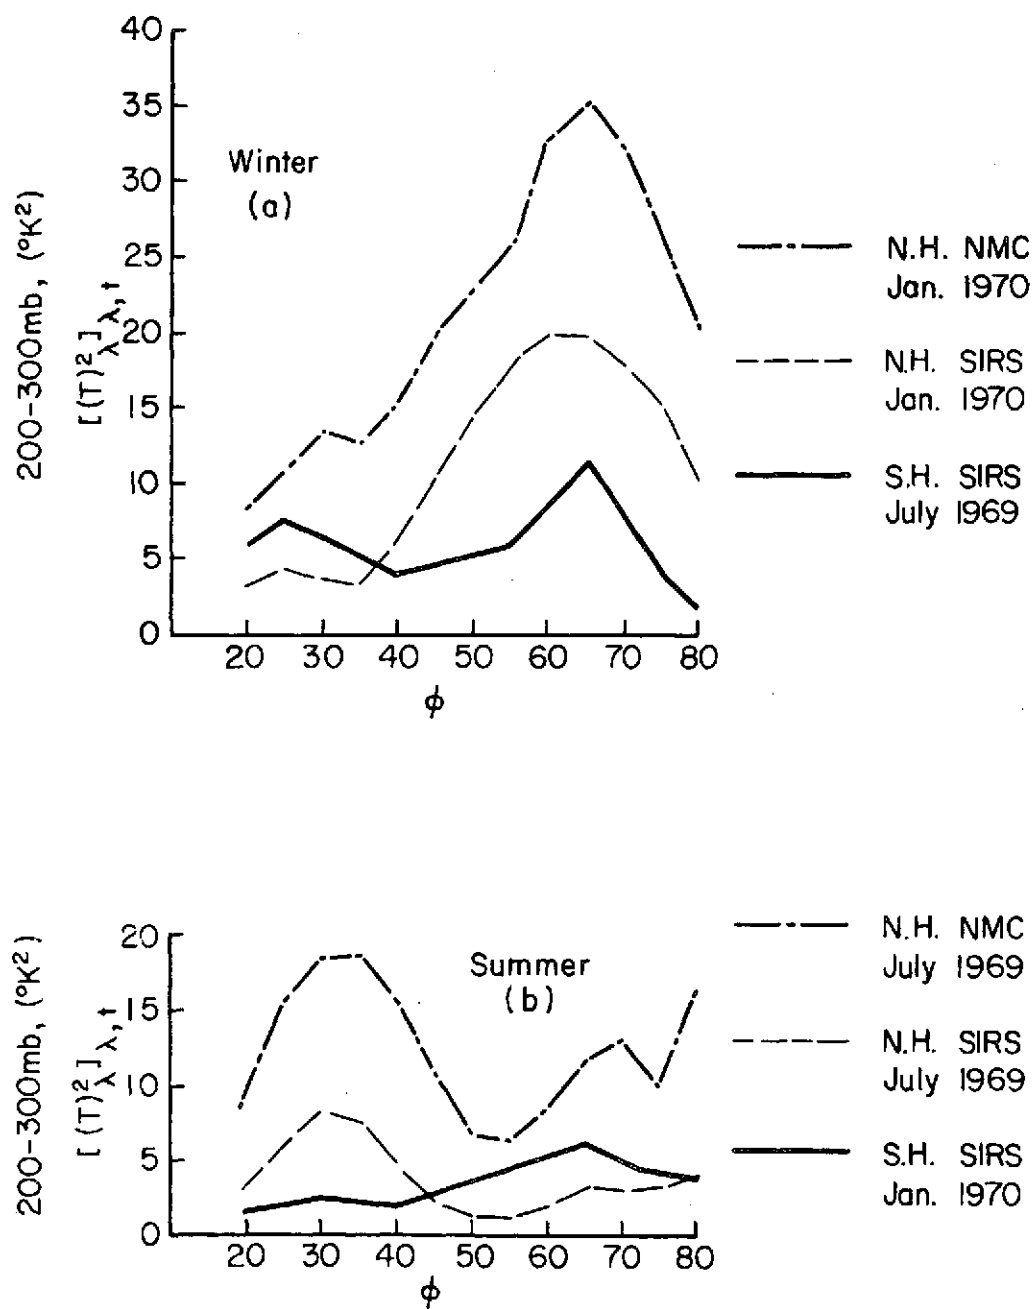 40
35
30
25
20
15
10
5
0
200-300mb, (°K²)
[(T)²λ]λ,t
Winter
(a)
20 30 40 50 60 70 80
φ
N.H. NMC
Jan. 1970
N.H. SIRS
Jan. 1970
S.H. SIRS
July 1969
20
15
10
5
0
200-300mb, (°K²)
[(T)²λ]λ,t
Summer
(b)
20 30 40 50 60 70 80
φ
N.H. NMC
July 1969
N.H. SIRS
July 1969
S.H. SIRS
Jan. 1970